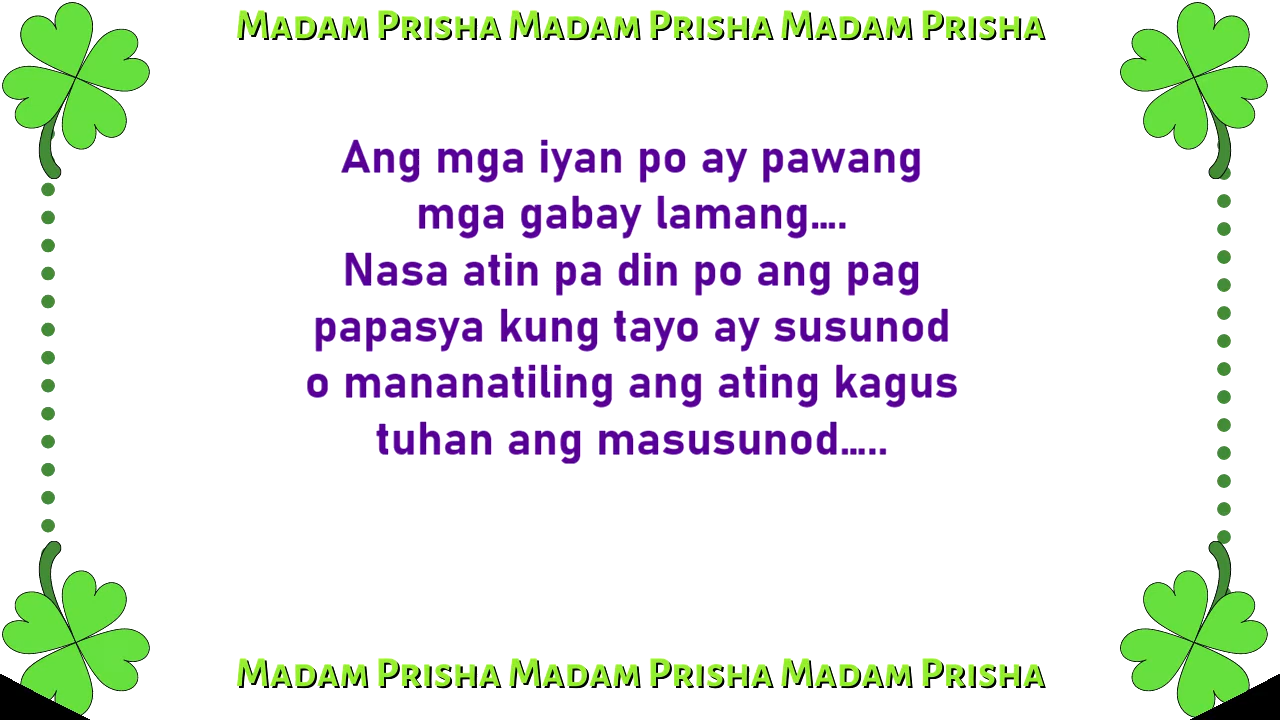 Madam Prisha Madam Prisha Madam Prisha
Ang mga iyan po ay pawang
mga gabay lamang....
Nasa atin pa din po ang pag
papasya kung tayo ay susunod
o mananatiling ang ating kagus
tuhan ang masusunod.....
Madam Prisha Madam Prisha Madam Prisha